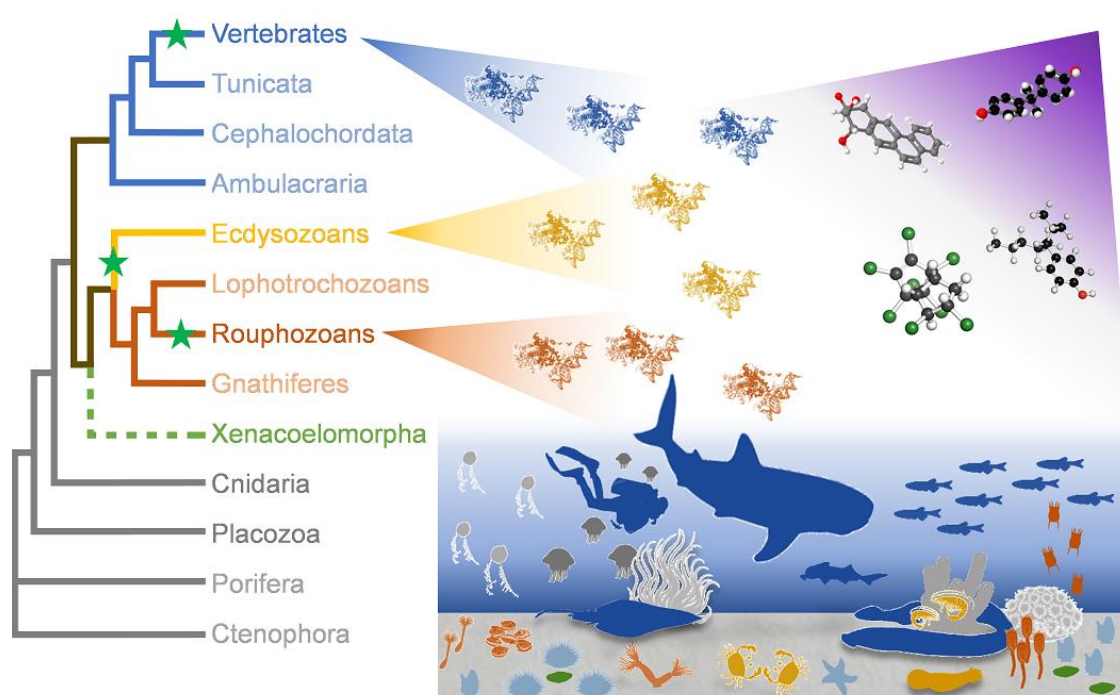 Vertebrates
Tunicata
Cephalochordata
Ambulacraria
Ecdysozoans
Lophotrochozoans
Rouphozoans
Gnathiferes
Xenacoelomorpha
Cnidaria
Placozoa
Porifera
Ctenophora